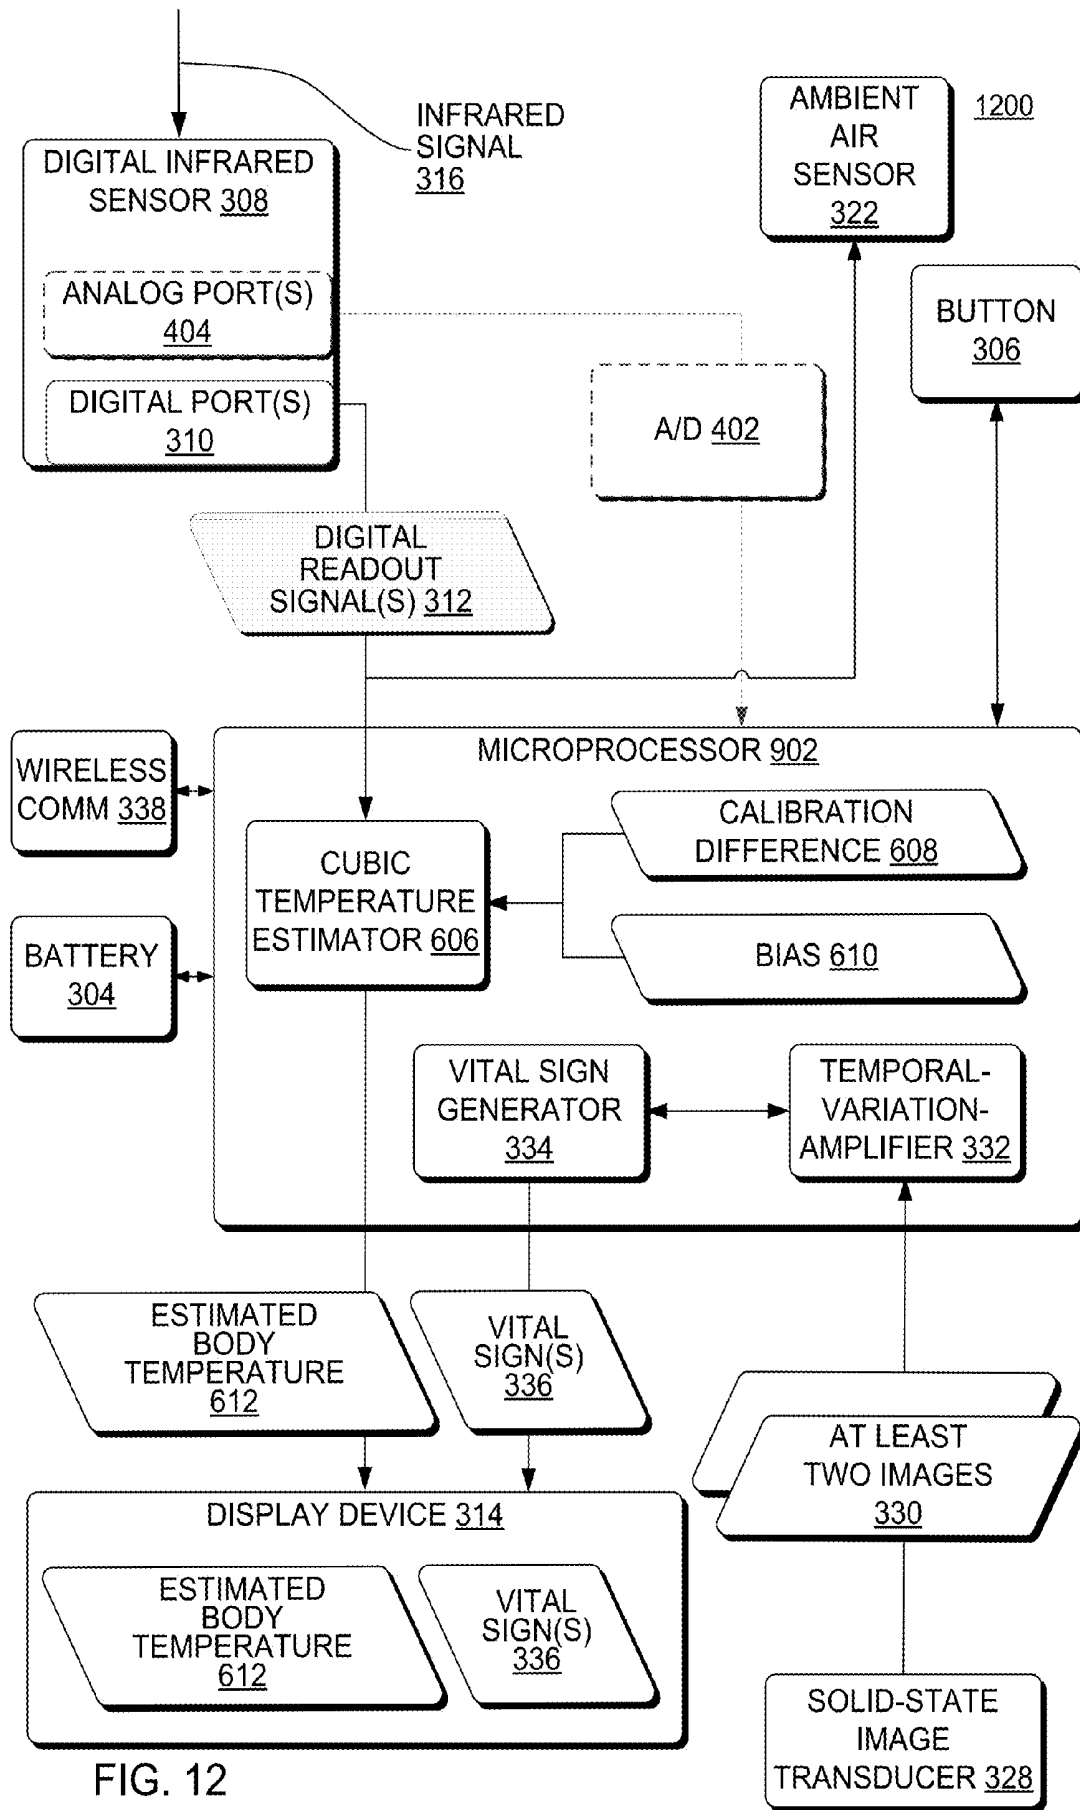 INFRARED
SIGNAL
316
AMBIENT
AIR
SENSOR
322
1200
DIGITAL INFRARED
SENSOR 308
ANALOG PORT(S)
404
DIGITAL PORT(S)
310
A/D 402
BUTTON
306
DIGITAL
READOUT
SIGNAL(S) 312
MICROPROCESSOR 902
WIRELESS
COMM 338
BATTERY
304
CUBIC
TEMPERATURE
ESTIMATOR 606
CALIBRATION
DIFFERENCE 608
BIAS 610
VITAL SIGN
GENERATOR
334
TEMPORAL-
VARIATION-
AMPLIFIER 332
ESTIMATED
BODY
TEMPERATURE
612
VITAL
SIGN(S)
336
AT LEAST
TWO IMAGES
330
DISPLAY DEVICE 314
ESTIMATED
BODY
TEMPERATURE
612
VITAL
SIGN(S)
336
SOLID-STATE
IMAGE
TRANSDUCER 328
FIG. 12